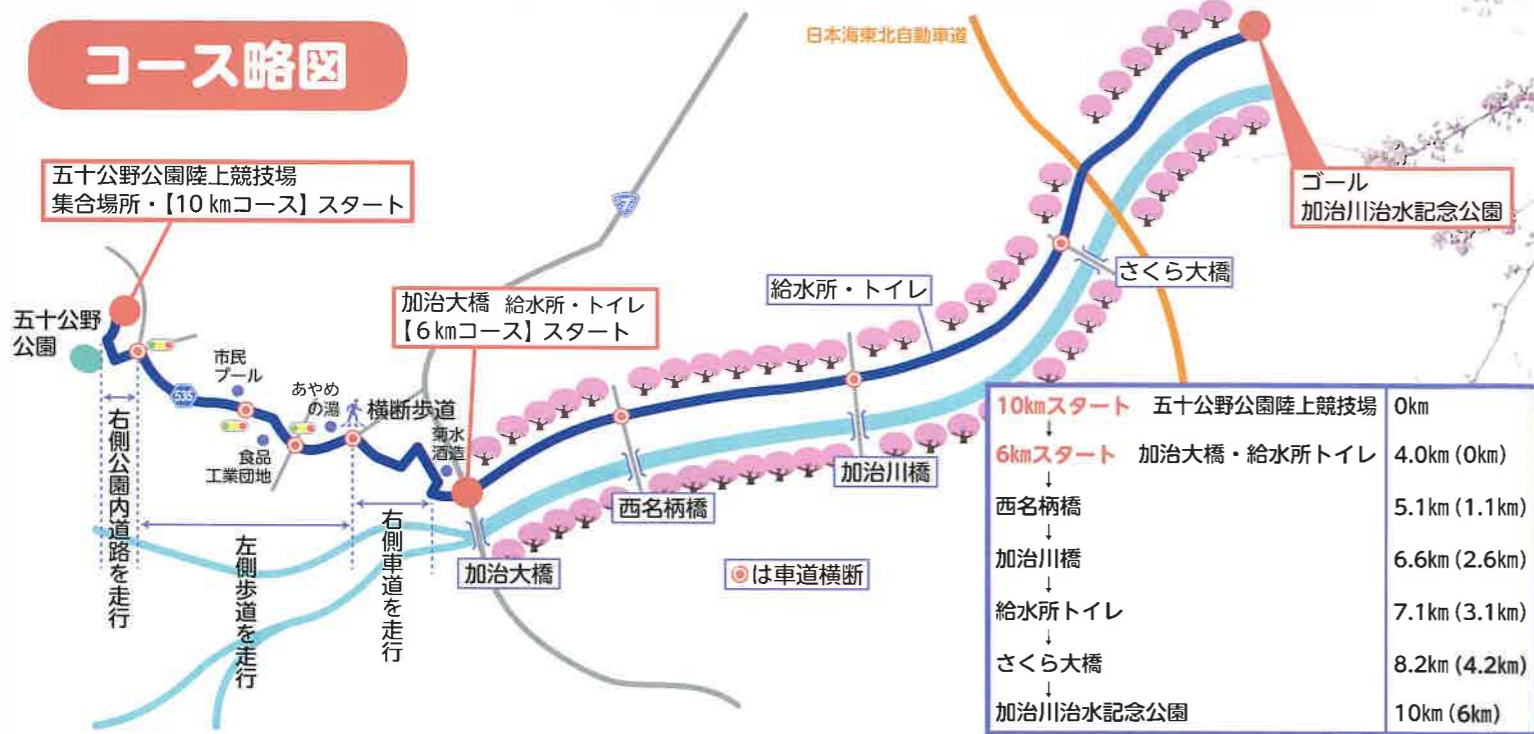 コース略図
日本海東北自動車道
五十公野公園陸上競技場
集合場所・【10㎞コース】スタート
ゴール
加治川治水記念公園
7
さくら大橋
給水所・トイレ
加治大橋 給水所・トイレ
【6㎞コース】スタート
五十公野
公園
市民
プール
あやめ
の湯
横断歩道
535
食品
工業団地
菊水
酒造
加治川橋
西名柄橋
加治大橋
は車道横断
右側公園内道路を走行
左側歩道を走行
右側車道を走行
10㎞スタート 五十公野公園陸上競技場 0㎞
↓
6㎞スタート 加治大橋・給水所トイレ 4.0㎞(0㎞)
↓
西名柄橋 5.1㎞(1.1㎞)
↓
加治川橋 6.6㎞(2.6㎞)
↓
給水所トイレ 7.1㎞(3.1㎞)
↓
さくら大橋 8.2㎞(4.2㎞)
↓
加治川治水記念公園 10㎞(6㎞)